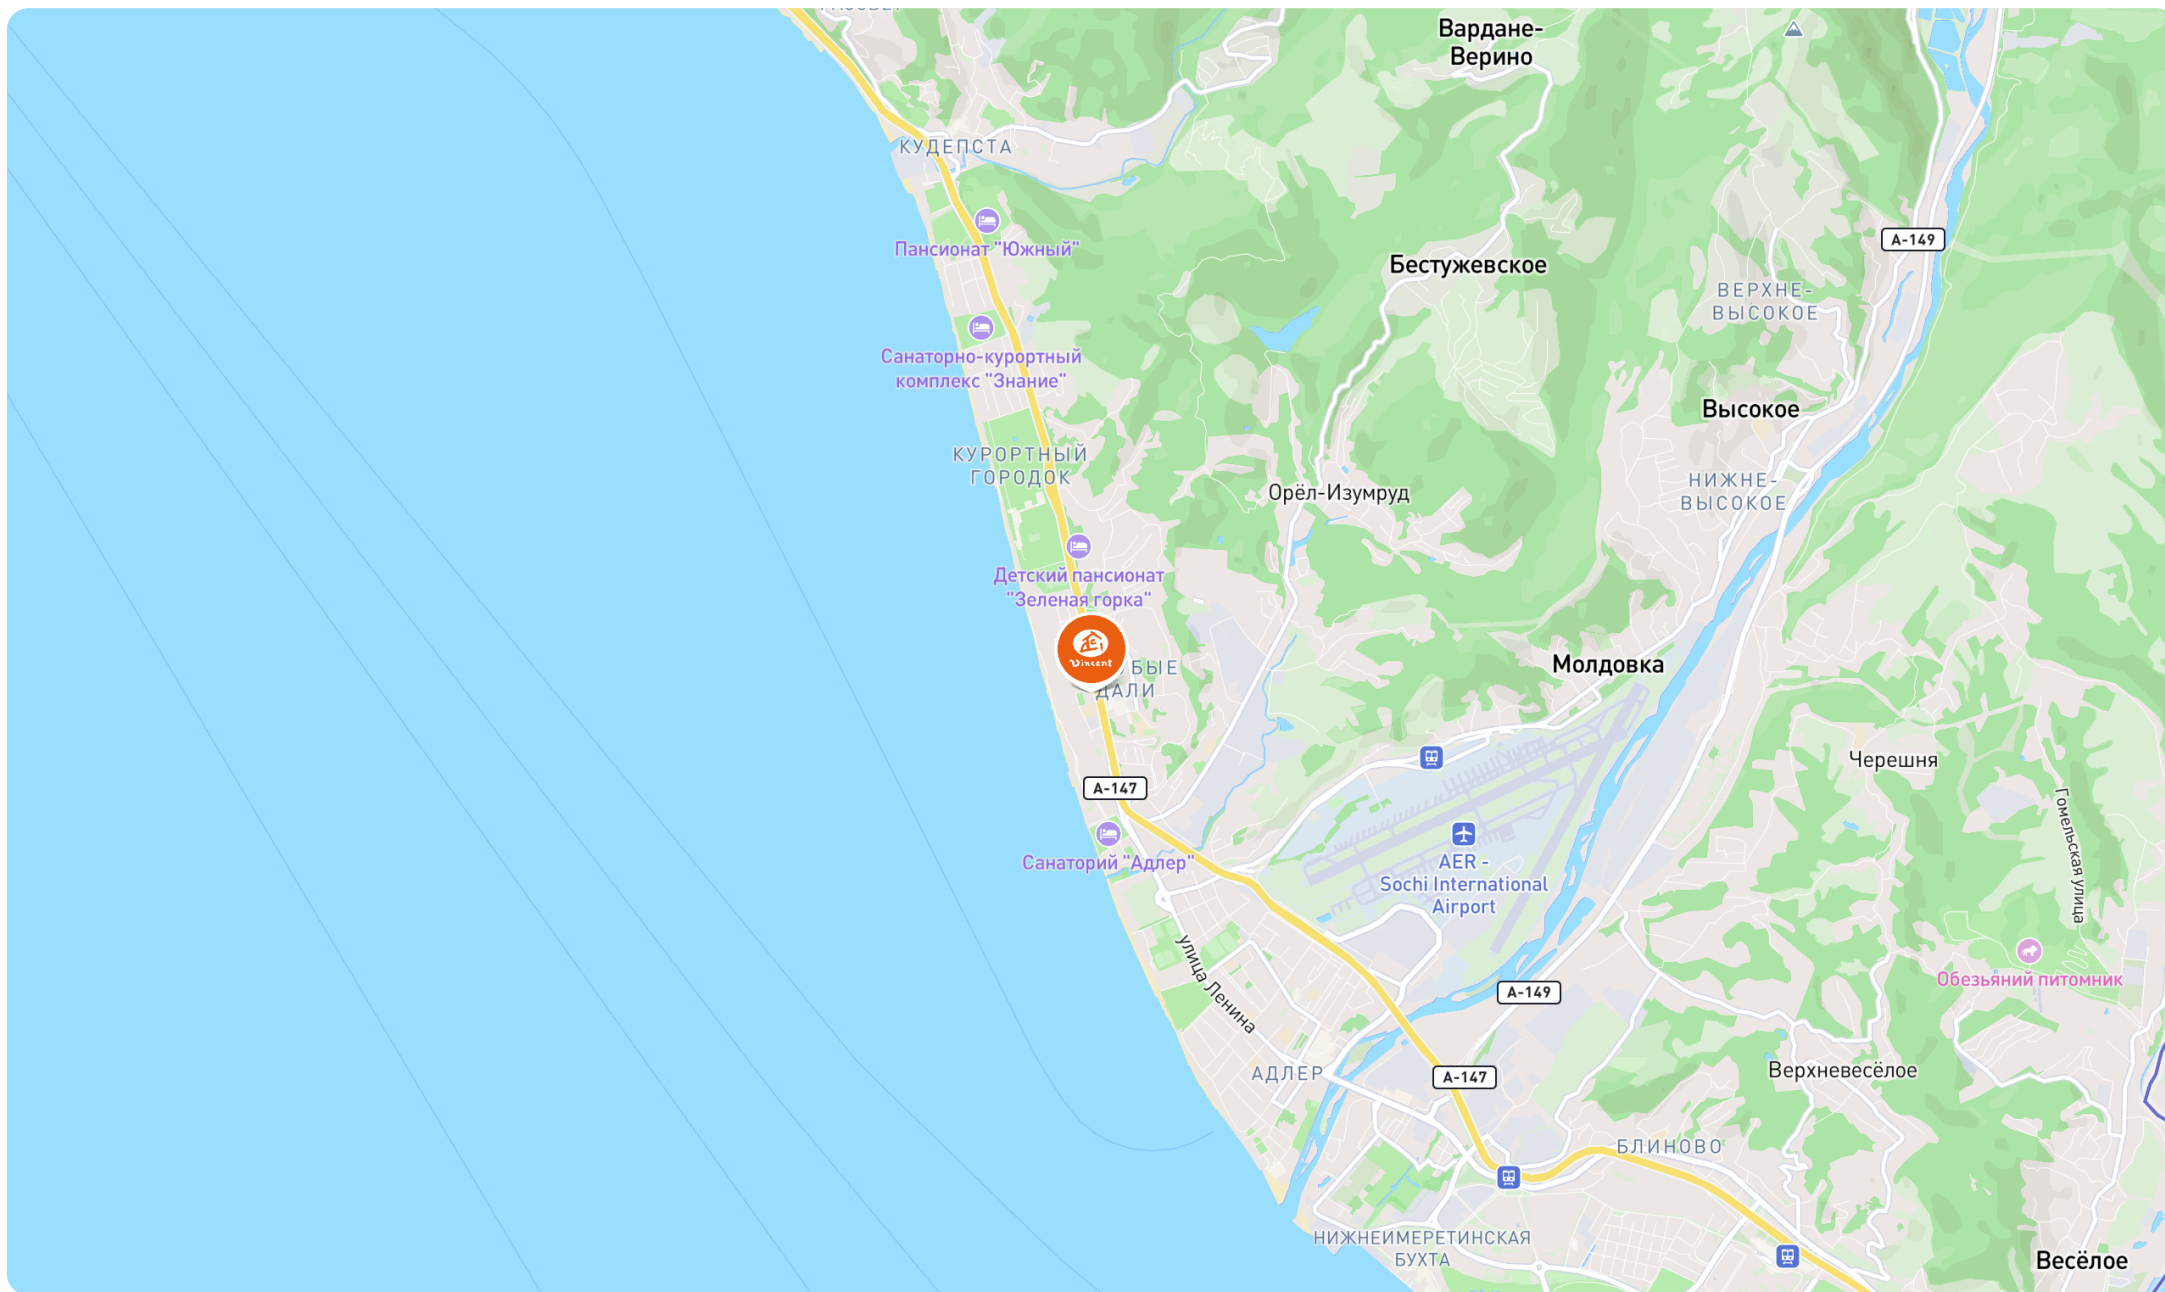 Вардане-
Верино
КУДЕПСТА
А-149
Пансионат "Южный"
Бестужевское
ВЕРХНЕ-
ВЫСОКОЕ
Санаторно-курортный
комплекс "Знание"
Высокое
КУРОРТНЫЙ
ГОРОДОК
НИЖНЕ-
ВЫСОКОЕ
Орёл-Изумруд
Детский пансионат
"Зеленая горка"
Vincent
БЫЕ
ДАЛИ
Молдовка
Черешня
А-147
Гомельская улица
Санаторий "Адлер"
AER -
Sochi International
Airport
улица Ленина
Обезьяний питомник
А-149
АДЛЕР
А-147
Верхневесёлое
БЛИНОВО
НИЖНЕИМЕРЕТИНСКАЯ
БУХТА
Весёлое